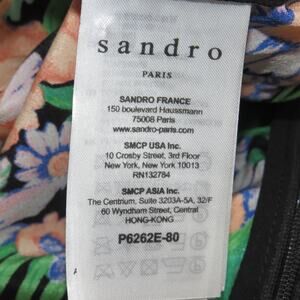 sandro
PARIS
SANDRO FRANCE
150 boulevard Haussmann
75008 Paris
www.sandro-paris.com
SMCP USA Inc.
10 Crosby Street, 3rd Floor
New York, New York 10013
RN132784
SMCP ASIA Inc.
The Centrium, Suite 3203A-5A, 32/F
60 Wyndham Street, Central
HONG-KONG
P6262E-80